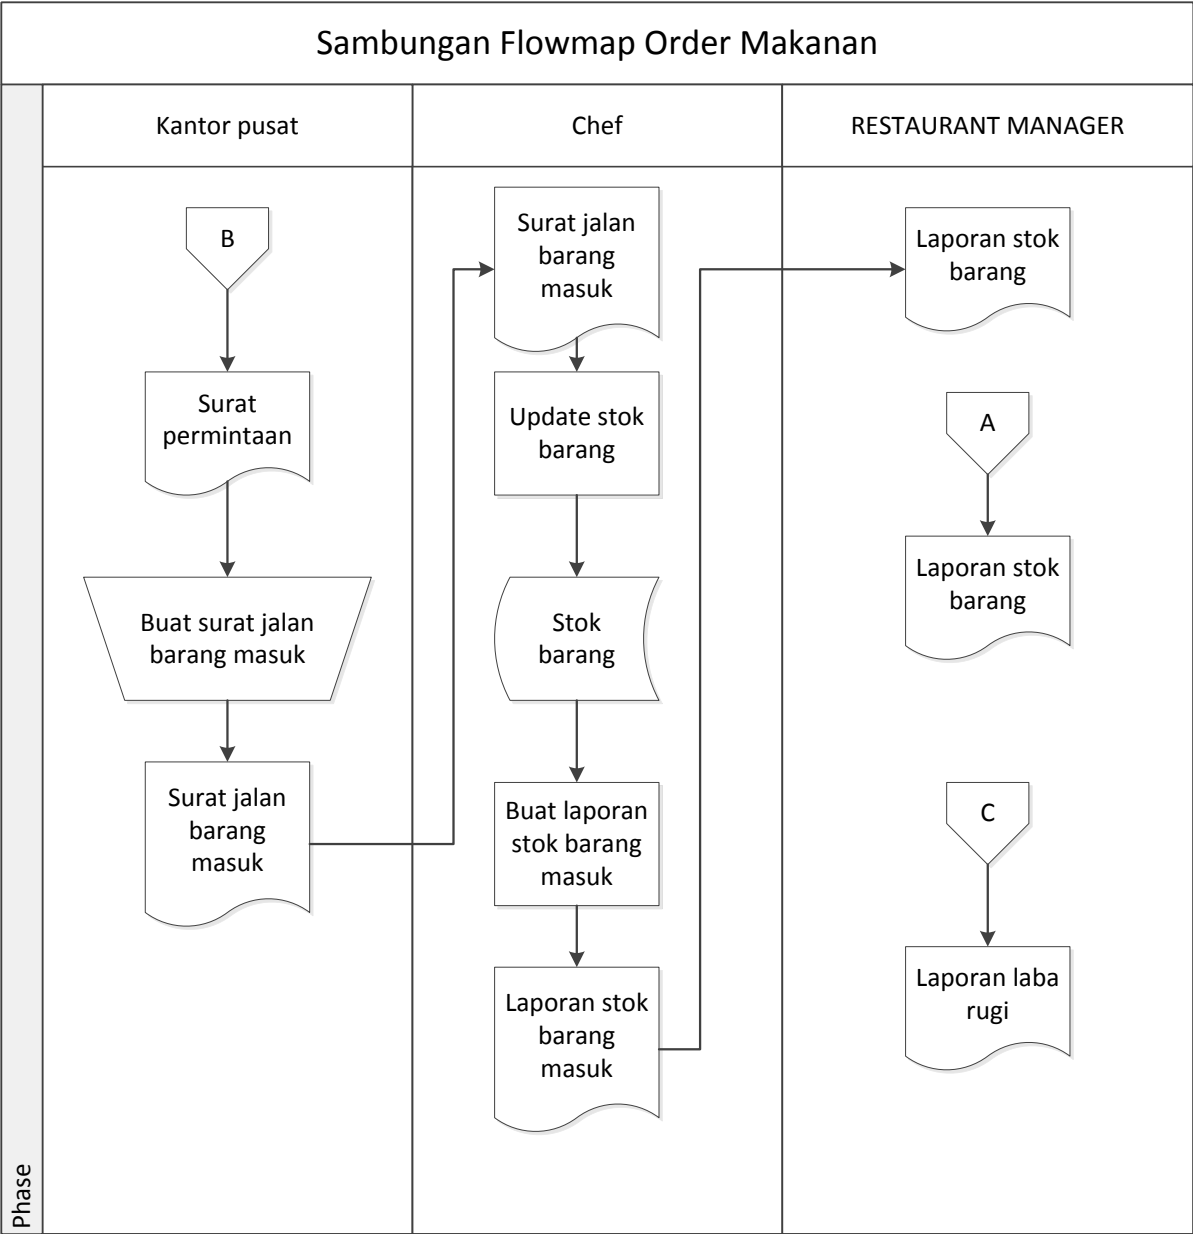 Sambungan Flowmap Order Makanan
Phase
Kantor pusat
Chef
RESTAURANT MANAGER
B
Surat
permintaan
Buat surat jalan
barang masuk
Surat jalan
barang
masuk
Surat jalan
barang
masuk
Update stok
barang
Stok
barang
Buat laporan
stok barang
masuk
Laporan stok
barang
masuk
Laporan stok
barang
A
Laporan stok
barang
C
Laporan laba
rugi